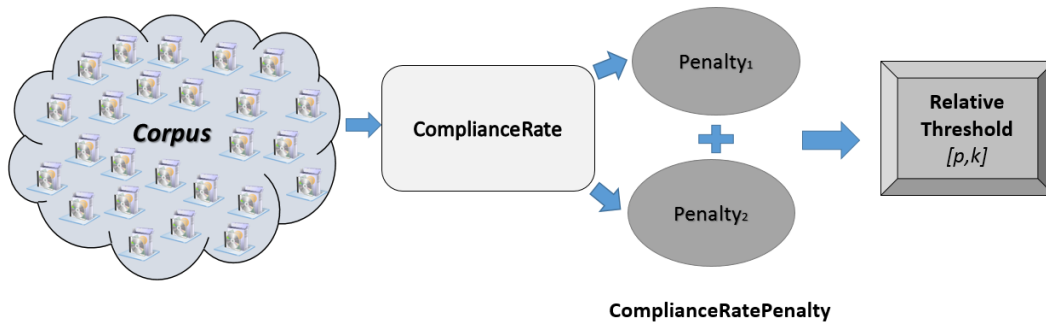 Corpus
ComplianceRate
Penalty₁
+
Penalty₂
Relative
Threshold
[p,k]
ComplianceRatePenalty